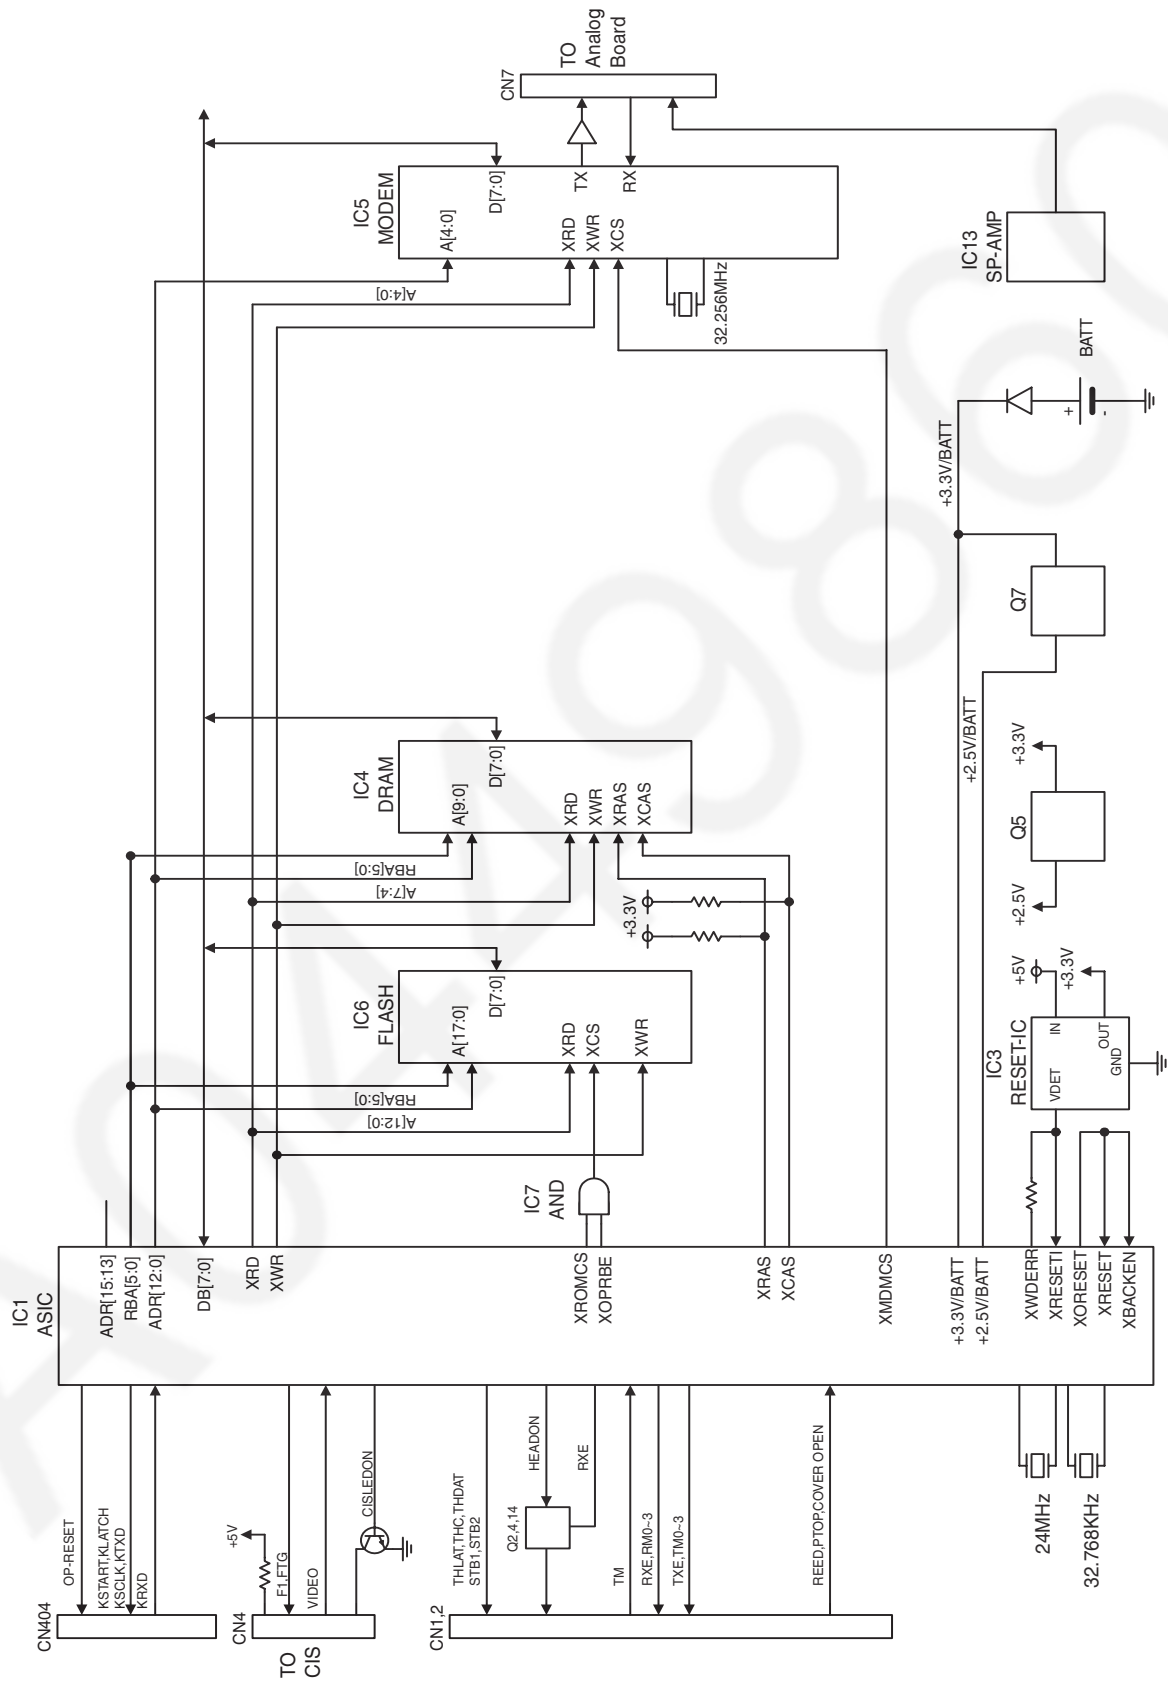 CN404
OP-RESET
KSTART,KLATCH
KSCLK,KTXD
KRXD
CN4
TO
CIS
+5V
F1,FTG
VIDEO
CISLEDON
CN1,2
THLAT,THC,THDAT
STB1,STB2
HEADON
Q2,4,14
RXE
TM
RXE,RM0~3
TXE,TM0~3
REED,PTOP,COVER OPEN
24MHz
32.768KHz
IC1
ASIC
ADR[15:13]
RBA[5:0]
ADR[12:0]
DB[7:0]
XRD
XWR
XROMCS
XOPRBE
XRAS
XCAS
XMDMCS
+3.3V/BATT
+2.5V/BATT
XWDERR
XRESETI
XORESET
XRESET
XBACKEN
IC7
AND
IC6
FLASH
A[17:0]
D[7:0]
XRD
XCS
XWR
RBA[5:0]
A[12:0]
IC4
DRAM
A[9:0]
D[7:0]
XRD
XWR
XRAS
XCAS
RBA[5:0]
A[7:4]
+3.3V
IC5
MODEM
A[4:0]
D[7:0]
XRD
XWR
XCS
TX
RX
A[4:0]
32.256MHz
CN7
TO
Analog
Board
IC13
SP-AMP
IC3
RESET-IC
VDET
IN
OUT
GND
+5V
+3.3V
Q5
+2.5V
+3.3V
Q7
+2.5V/BATT
+3.3V/BATT
BATT
+
-
A0449860